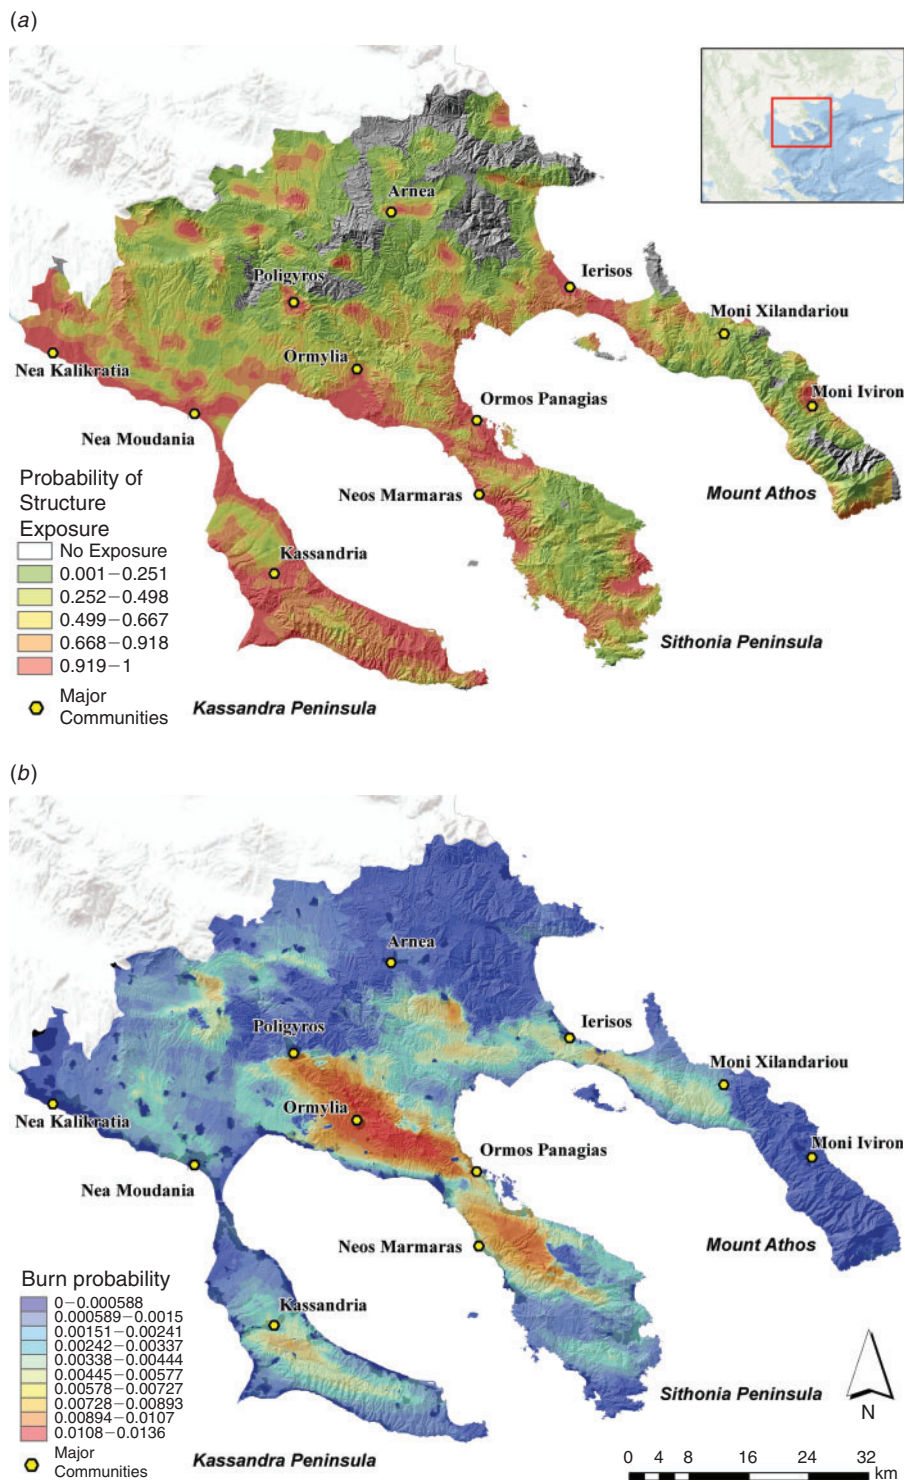 (a)
Arnea
Poligyros
Ierisos
Moni Xilandariou
Nea Kalikratia
Ormylia
Moni Iviron
Ormos Panagias
Nea Moudania
Neos Marmaras
Mount Athos
Kassandria
Sithonia Peninsula
Kassandra Peninsula
Probability of
Structure
Exposure
No Exposure
0.001–0.251
0.252–0.498
0.499–0.667
0.668–0.918
0.919–1
Major
Communities
(b)
Arnea
Poligyros
Ierisos
Moni Xilandariou
Nea Kalikratia
Ormylia
Moni Iviron
Ormos Panagias
Nea Moudania
Neos Marmaras
Mount Athos
Kassandria
Sithonia Peninsula
Kassandra Peninsula
Burn probability
0–0.000588
0.000589–0.0015
0.00151–0.00241
0.00242–0.00337
0.00338–0.00444
0.00445–0.00577
0.00578–0.00727
0.00728–0.00893
0.00894–0.0107
0.0108–0.0136
Major
Communities
N
0 4 8 16 24 32
km